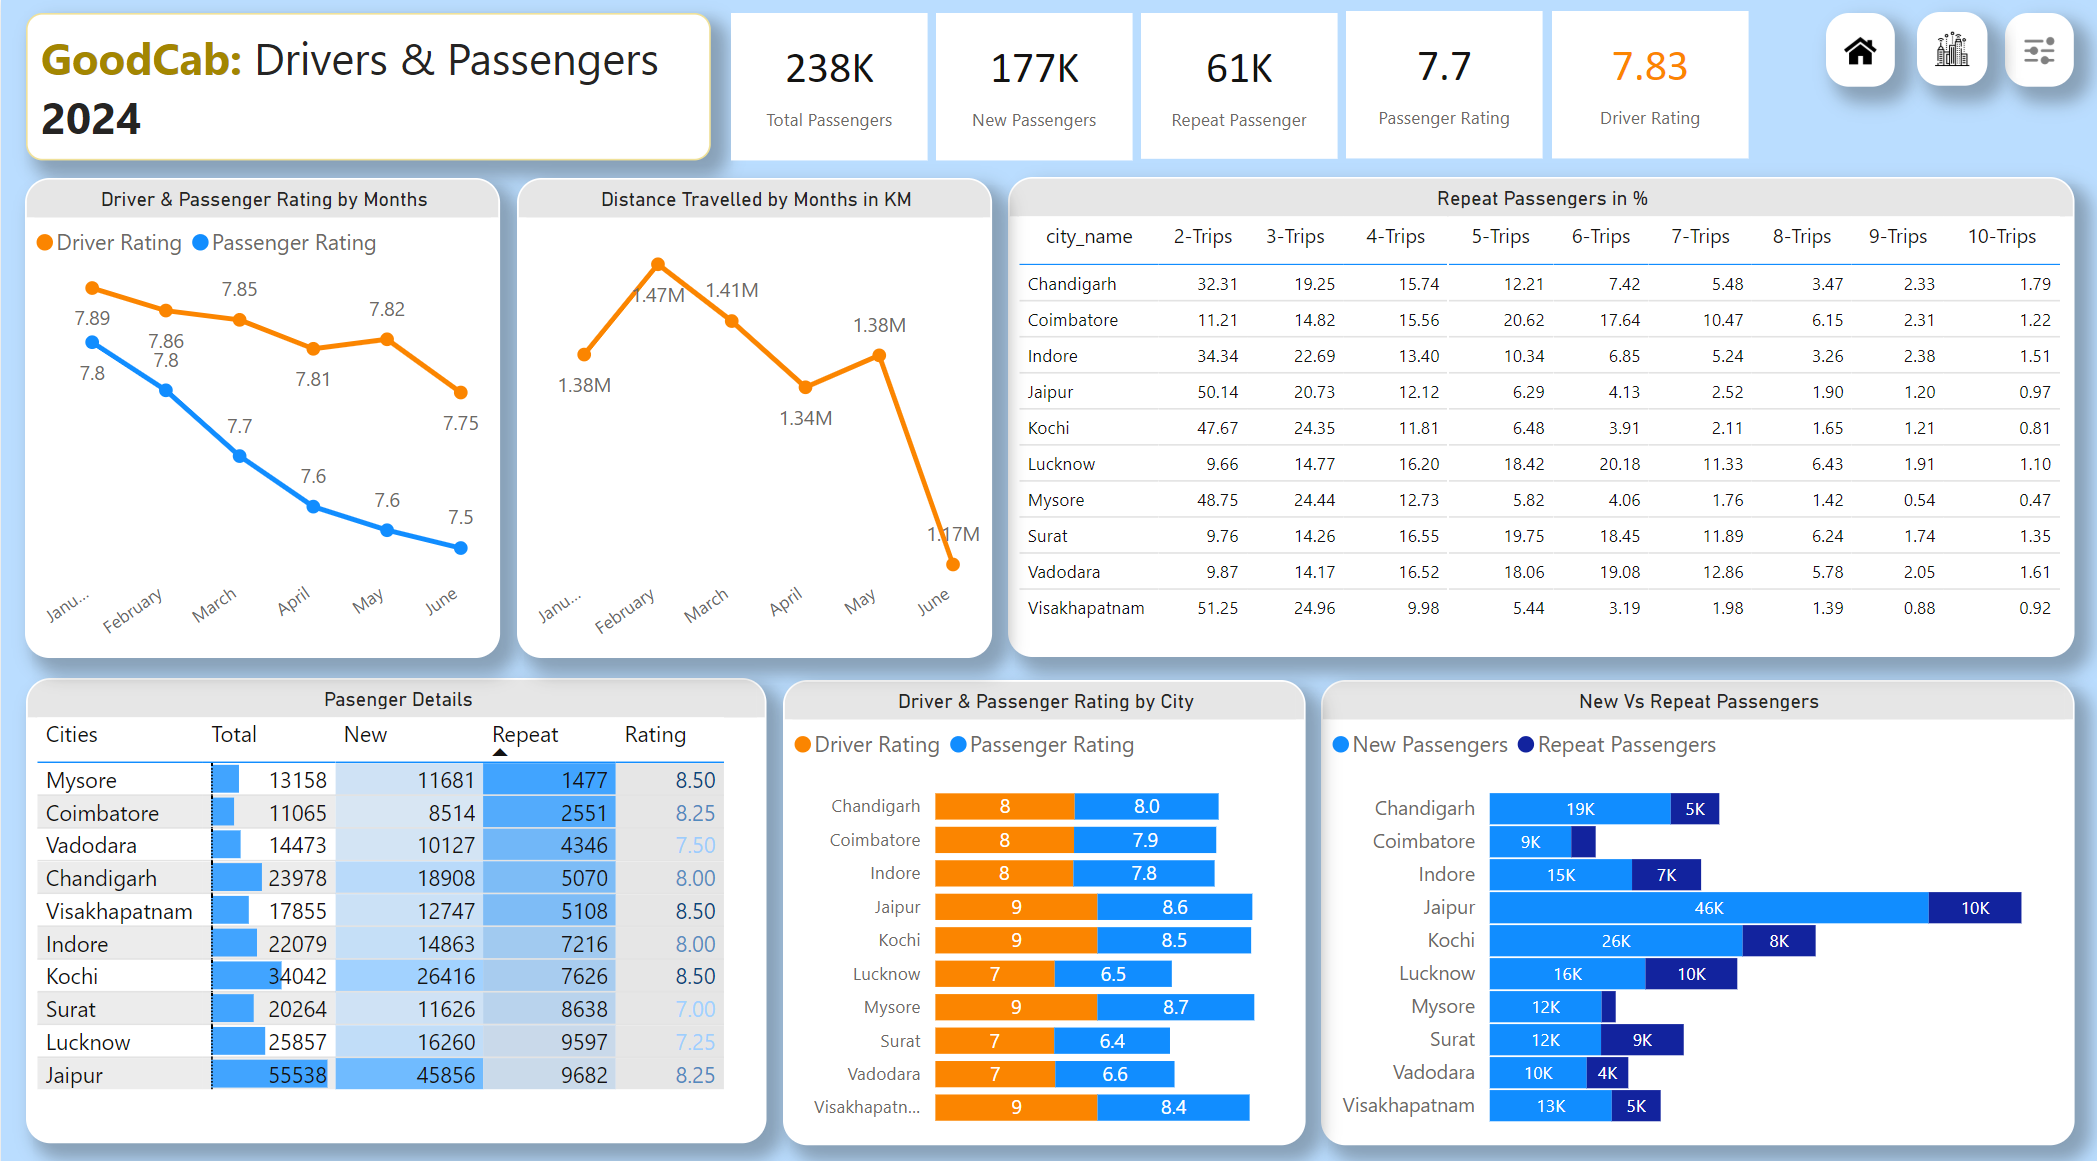 GoodCab: Drivers & Passengers
2024
238K
Total Passengers
177K
New Passengers
61K
Repeat Passenger
7.7
Passenger Rating
7.83
Driver Rating
Driver & Passenger Rating by Months
Driver Rating Passenger Rating
7.89
7.86
7.85
7.81
7.82
7.75
7.8
7.8
7.7
7.6
7.6
7.5
Janu... February March April May June
Distance Travelled by Months in KM
1.38M
1.47M
1.41M
1.34M
1.38M
1.17M
Janu... February March April May June
Repeat Passengers in %
city_name 2-Trips 3-Trips 4-Trips 5-Trips 6-Trips 7-Trips 8-Trips 9-Trips 10-Trips
Chandigarh 32.31 19.25 15.74 12.21 7.42 5.48 3.47 2.33 1.79
Coimbatore 11.21 14.82 15.56 20.62 17.64 10.47 6.15 2.31 1.22
Indore 34.34 22.69 13.40 10.34 6.85 5.24 3.26 2.38 1.51
Jaipur 50.14 20.73 12.12 6.29 4.13 2.52 1.90 1.20 0.97
Kochi 47.67 24.35 11.81 6.48 3.91 2.11 1.65 1.21 0.81
Lucknow 9.66 14.77 16.20 18.42 20.18 11.33 6.43 1.91 1.10
Mysore 48.75 24.44 12.73 5.82 4.06 1.76 1.42 0.54 0.47
Surat 9.76 14.26 16.55 19.75 18.45 11.89 6.24 1.74 1.35
Vadodara 9.87 14.17 16.52 18.06 19.08 12.86 5.78 2.05 1.61
Visakhapatnam 51.25 24.96 9.98 5.44 3.19 1.98 1.39 0.88 0.92
Pasenger Details
Cities Total New Repeat Rating
Mysore 13158 11681 1477 8.50
Coimbatore 11065 8514 2551 8.25
Vadodara 14473 10127 4346 7.50
Chandigarh 23978 18908 5070 8.00
Visakhapatnam 17855 12747 5108 8.50
Indore 22079 14863 7216 8.00
Kochi 34042 26416 7626 8.50
Surat 20264 11626 8638 7.00
Lucknow 25857 16260 9597 7.25
Jaipur 55538 45856 9682 8.25
Driver & Passenger Rating by City
Driver Rating Passenger Rating
Chandigarh 8 8.0
Coimbatore 8 7.9
Indore 8 7.8
Jaipur 9 8.6
Kochi 9 8.5
Lucknow 7 6.5
Mysore 9 8.7
Surat 7 6.4
Vadodara 7 6.6
Visakhapatn... 9 8.4
New Vs Repeat Passengers
New Passengers Repeat Passengers
Chandigarh 19K 5K
Coimbatore 9K
Indore 15K 7K
Jaipur 46K 10K
Kochi 26K 8K
Lucknow 16K 10K
Mysore 12K
Surat 12K 9K
Vadodara 10K 4K
Visakhapatnam 13K 5K